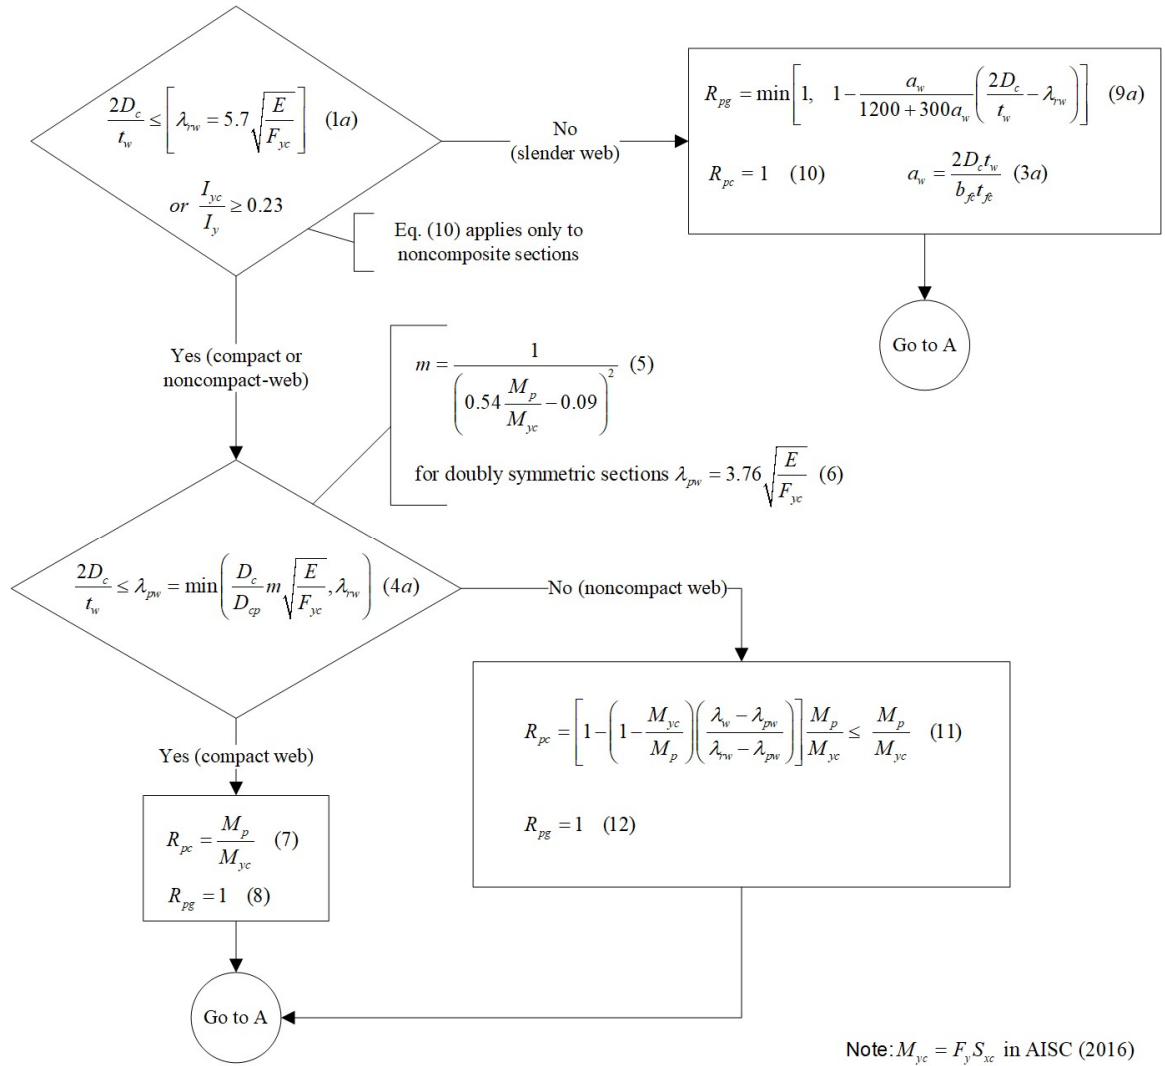 2D_c/t_w ≤ [λ_rw = 5.7√(E/F_yc)] (1a)
or I_yc/I_y ≥ 0.23
No
(slender web)
R_pg = min[1, 1 − a_w/(1200 + 300a_w) (2D_c/t_w − λ_rw)] (9a)
R_pc = 1 (10) a_w = 2D_c t_w/(b_fc t_fc) (3a)
Eq. (10) applies only to
noncomposite sections
Go to A
Yes (compact or
noncompact-web)
m = 1/(0.54 M_p/M_yc − 0.09)² (5)
for doubly symmetric sections λ_pw = 3.76√(E/F_yc) (6)
2D_c/t_w ≤ λ_pw = min(D_c/D_cp m√(E/F_yc), λ_rw) (4a)
No (noncompact web)
R_pc = [1 − (1 − M_yc/M_p)((λ_w − λ_pw)/(λ_rw − λ_pw))] M_p/M_yc ≤ M_p/M_yc (11)
R_pg = 1 (12)
Yes (compact web)
R_pc = M_p/M_yc (7)
R_pg = 1 (8)
Go to A
Note: M_yc = F_y S_xc in AISC (2016)